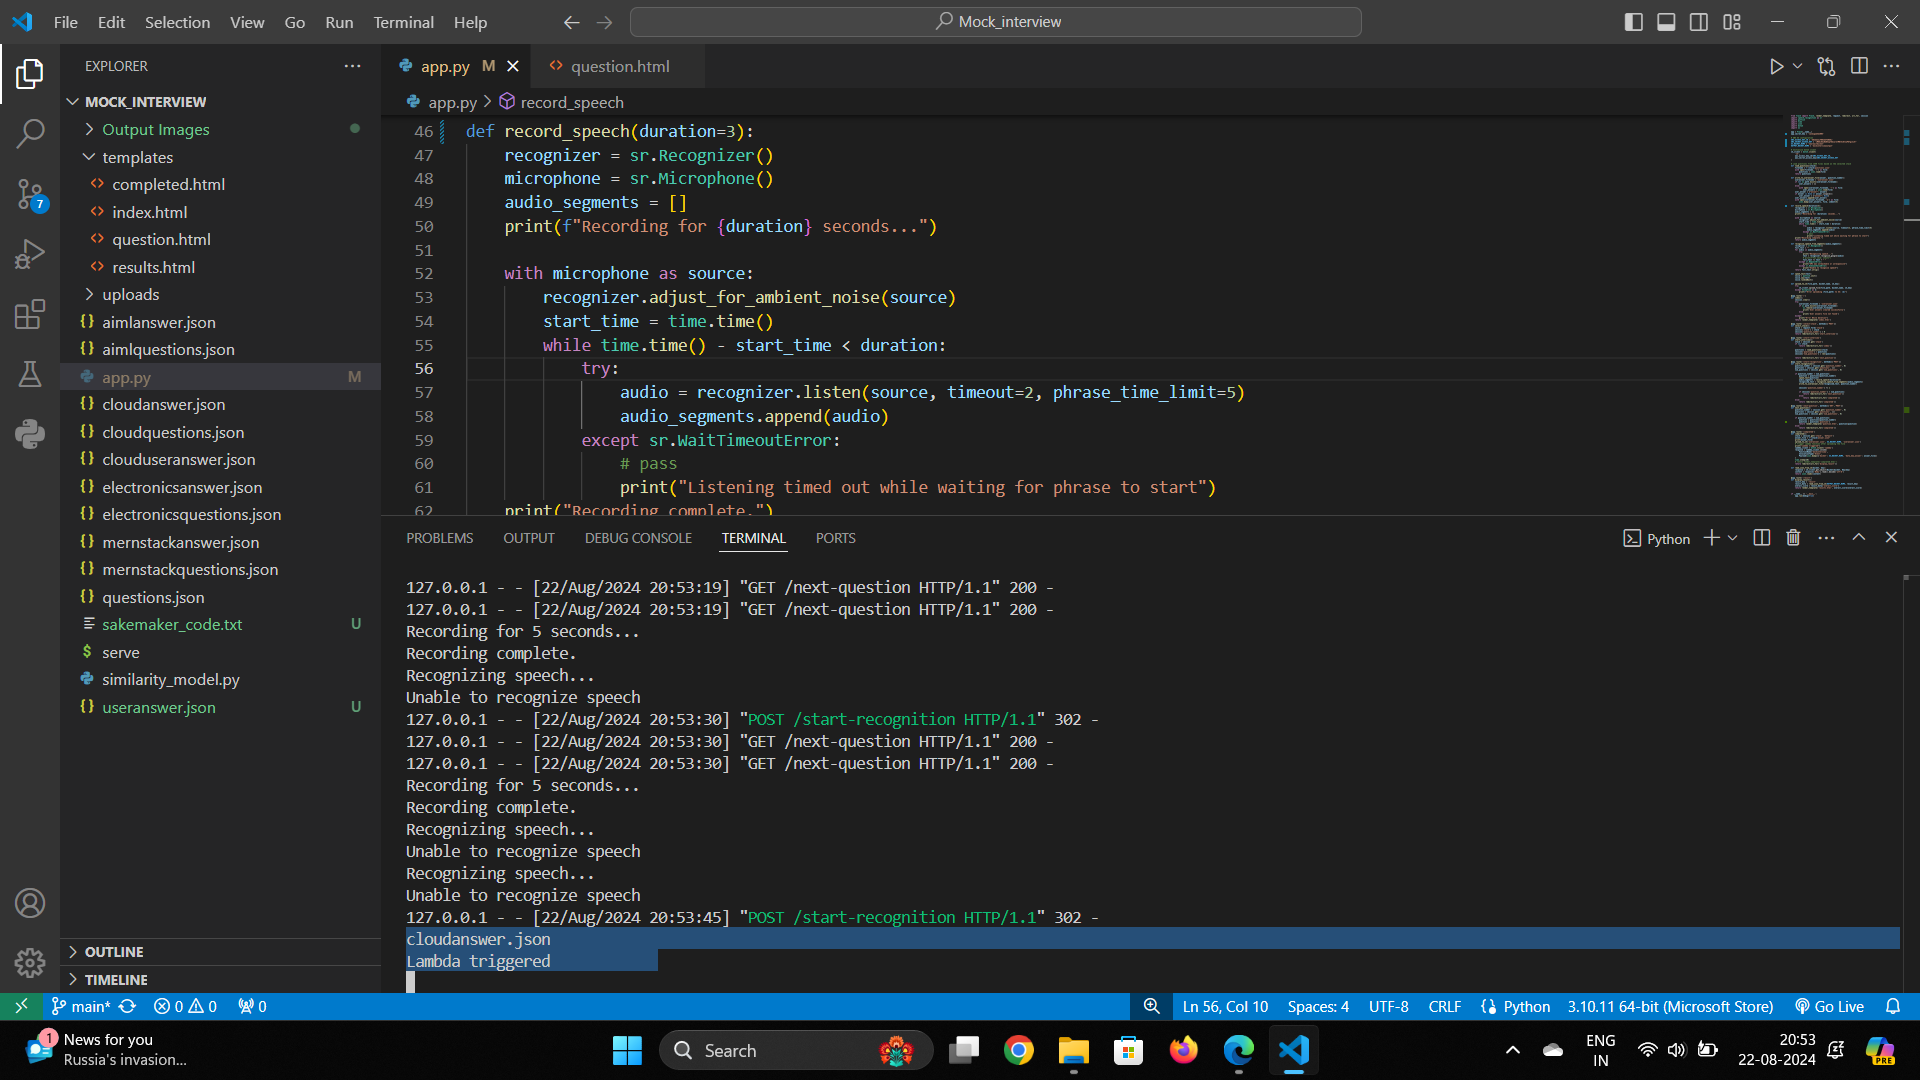 File Edit Selection View Go Run Terminal Help
Mock_interview
EXPLORER
MOCK_INTERVIEW
Output Images
templates
completed.html
index.html
question.html
results.html
uploads
aimlanswer.json
aimlquestions.json
app.py M
cloudanswer.json
cloudquestions.json
clouduseranswer.json
electronicsanswer.json
electronicsquestions.json
mernstackanswer.json
mernstackquestions.json
questions.json
sakemaker_code.txt U
serve
similarity_model.py
useranswer.json U
OUTLINE
TIMELINE
7
app.py M
question.html
app.py > record_speech
46 def record_speech(duration=3):
47 recognizer = sr.Recognizer()
48 microphone = sr.Microphone()
49 audio_segments = []
50 print(f"Recording for {duration} seconds...")
51
52 with microphone as source:
53 recognizer.adjust_for_ambient_noise(source)
54 start_time = time.time()
55 while time.time() - start_time < duration:
56 try:
57 audio = recognizer.listen(source, timeout=2, phrase_time_limit=5)
58 audio_segments.append(audio)
59 except sr.WaitTimeoutError:
60 # pass
61 print("Listening timed out while waiting for phrase to start")
62 print("Recording complete.")
PROBLEMS OUTPUT DEBUG CONSOLE TERMINAL PORTS
Python
127.0.0.1 - - [22/Aug/2024 20:53:19] "GET /next-question HTTP/1.1" 200 -
127.0.0.1 - - [22/Aug/2024 20:53:19] "GET /next-question HTTP/1.1" 200 -
Recording for 5 seconds...
Recording complete.
Recognizing speech...
Unable to recognize speech
127.0.0.1 - - [22/Aug/2024 20:53:30] "POST /start-recognition HTTP/1.1" 302 -
127.0.0.1 - - [22/Aug/2024 20:53:30] "GET /next-question HTTP/1.1" 200 -
127.0.0.1 - - [22/Aug/2024 20:53:30] "GET /next-question HTTP/1.1" 200 -
Recording for 5 seconds...
Recording complete.
Recognizing speech...
Unable to recognize speech
Recognizing speech...
Unable to recognize speech
127.0.0.1 - - [22/Aug/2024 20:53:45] "POST /start-recognition HTTP/1.1" 302 -
cloudanswer.json
Lambda triggered
main* 0 0 0 Ln 56, Col 10 Spaces: 4 UTF-8 CRLF {} Python 3.10.11 64-bit (Microsoft Store) Go Live
1
News for you
Russia's invasion...
Search
ENG
IN
20:53
22-08-2024
PRE